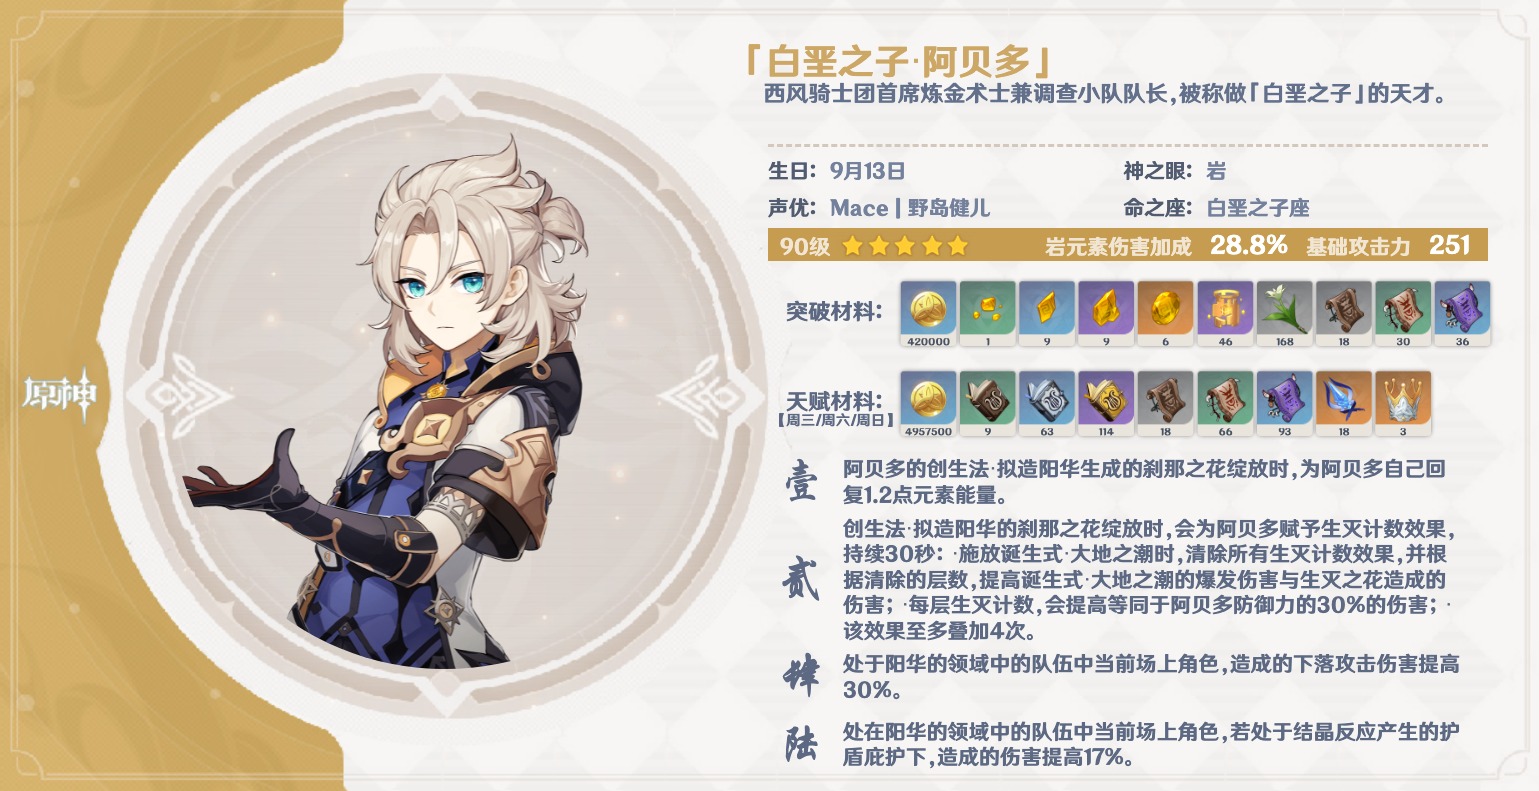 「白垩之子·阿贝多」
西风骑士团首席炼金术士兼调查小队队长,被称做「白垩之子」的天才。
生日： 9月13日 神之眼： 岩
声优： Mace | 野岛健儿 命之座： 白垩之子座
90级 岩元素伤害加成 28.8% 基础攻击力 251
突破材料：
420000 1 9 9 6 46 168 18 30 36
天赋材料：
【周三/周六/周日】
4957500 9 63 114 18 66 93 18 3
原神
壹
阿贝多的创生法·拟造阳华生成的刹那之花绽放时,为阿贝多自己回
复1.2点元素能量。
贰
创生法·拟造阳华的刹那之花绽放时,会为阿贝多赋予生灭计数效果,
持续30秒：·施放诞生式·大地之潮时,清除所有生灭计数效果,并根
据清除的层数,提高诞生式·大地之潮的爆发伤害与生灭之花造成的
伤害；·每层生灭计数,会提高等同于阿贝多防御力的30%的伤害；·
该效果至多叠加4次。
肆
处于阳华的领域中的队伍中当前场上角色,造成的下落攻击伤害提高
30%。
陆
处在阳华的领域中的队伍中当前场上角色,若处于结晶反应产生的护
盾庇护下,造成的伤害提高17%。